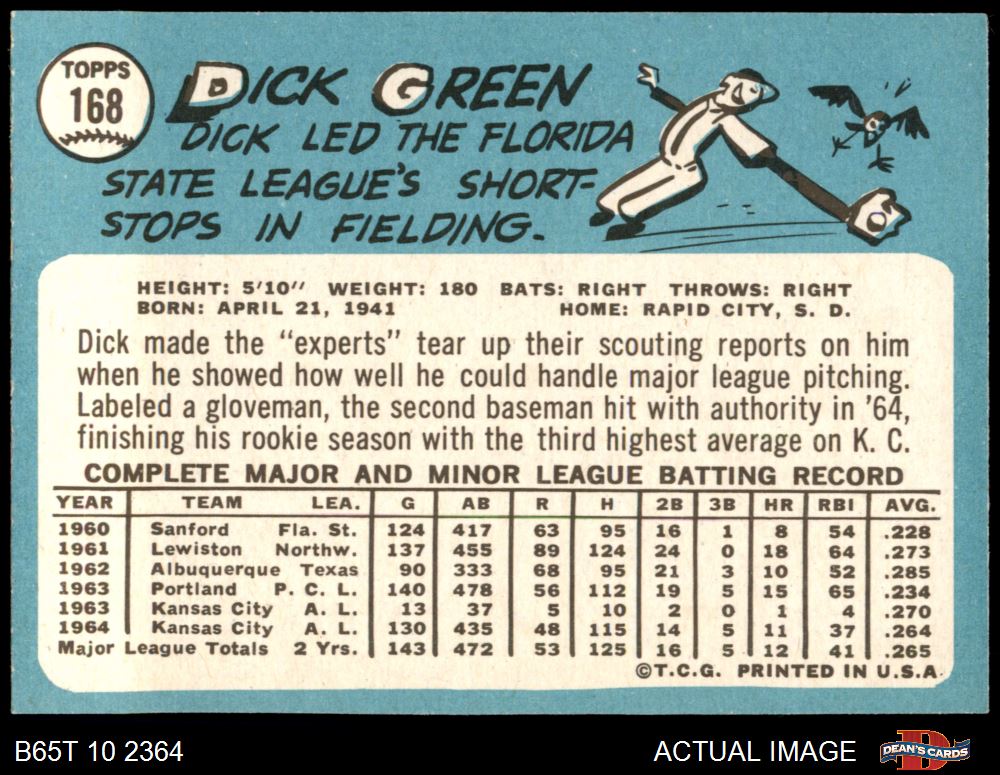 TOPPS
168
DICK GREEN
DICK LED THE FLORIDA
STATE LEAGUE'S SHORT-
STOPS IN FIELDING.
HEIGHT: 5'10" WEIGHT: 180 BATS: RIGHT THROWS: RIGHT
BORN: APRIL 21, 1941 HOME: RAPID CITY, S. D.
Dick made the "experts" tear up their scouting reports on him
when he showed how well he could handle major league pitching.
Labeled a gloveman, the second baseman hit with authority in '64,
finishing his rookie season with the third highest average on K. C.
COMPLETE MAJOR AND MINOR LEAGUE BATTING RECORD
YEAR TEAM LEA. G AB R H 2B 3B HR RBI AVG.
1960 Sanford Fla. St. 124 417 63 95 16 1 8 54 .228
1961 Lewiston Northw. 137 455 89 124 24 0 18 64 .273
1962 Albuquerque Texas 90 333 68 95 21 3 10 52 .285
1963 Portland P. C. L. 140 478 56 112 19 5 15 65 .234
1963 Kansas City A. L. 13 37 5 10 2 0 1 4 .270
1964 Kansas City A. L. 130 435 48 115 14 5 11 37 .264
Major League Totals 2 Yrs. 143 472 53 125 16 5 12 41 .265
©T.C.G. PRINTED IN U.S.A.
B65T 10 2364 ACTUAL IMAGE DEAN'S CARDS